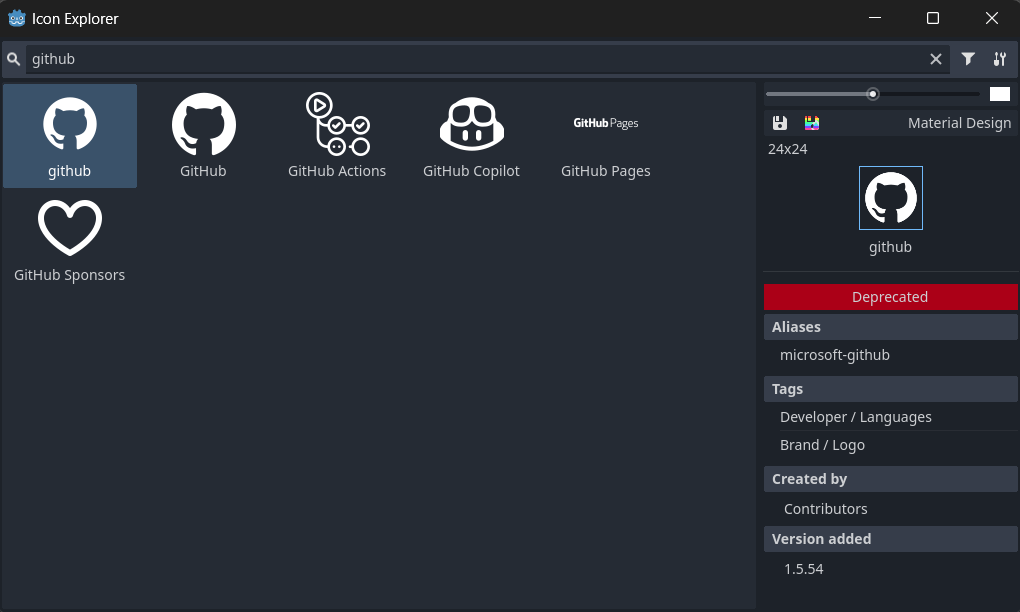 Icon Explorer
github
github
GitHub
GitHub Actions
GitHub Copilot
GitHub Pages
GitHub Pages
GitHub Sponsors
Material Design
24x24
github
Deprecated
Aliases
microsoft-github
Tags
Developer / Languages
Brand / Logo
Created by
Contributors
Version added
1.5.54